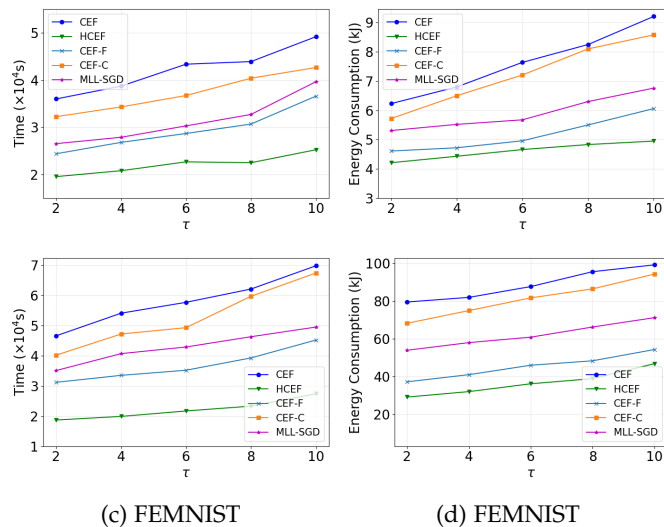 CEF
HCEF
CEF-F
CEF-C
MLL-SGD
Time (×10⁴s)
5
4
3
2
2 4 6 8 10
τ
CEF
HCEF
CEF-F
CEF-C
MLL-SGD
Energy Consumption (kJ)
9
8
7
6
5
4
3
2 4 6 8 10
τ
Time (×10⁴s)
7
6
5
4
3
2
1
2 4 6 8 10
τ
CEF
HCEF
CEF-F
CEF-C
MLL-SGD
Energy Consumption (kJ)
100
80
60
40
20
2 4 6 8 10
τ
CEF
HCEF
CEF-F
CEF-C
MLL-SGD
(c) FEMNIST
(d) FEMNIST